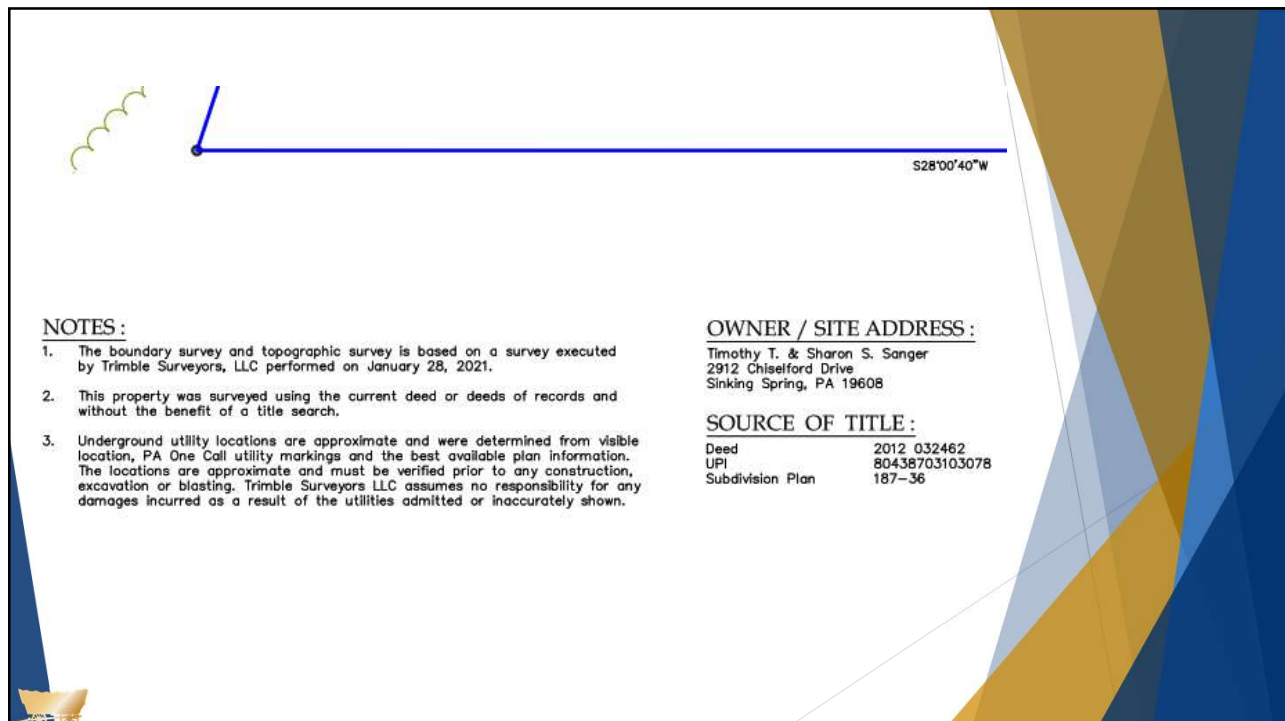 S28°00'40"W
NOTES :
1. The boundary survey and topographic survey is based on a survey executed
by Trimble Surveyors, LLC performed on January 28, 2021.
2. This property was surveyed using the current deed or deeds of records and
without the benefit of a title search.
3. Underground utility locations are approximate and were determined from visible
location, PA One Call utility markings and the best available plan information.
The locations are approximate and must be verified prior to any construction,
excavation or blasting. Trimble Surveyors LLC assumes no responsibility for any
damages incurred as a result of the utilities admitted or inaccurately shown.
OWNER / SITE ADDRESS :
Timothy T. & Sharon S. Sanger
2912 Chiselford Drive
Sinking Spring, PA 19608
SOURCE OF TITLE :
Deed 2012 032462
UPI 80438703103078
Subdivision Plan 187-36